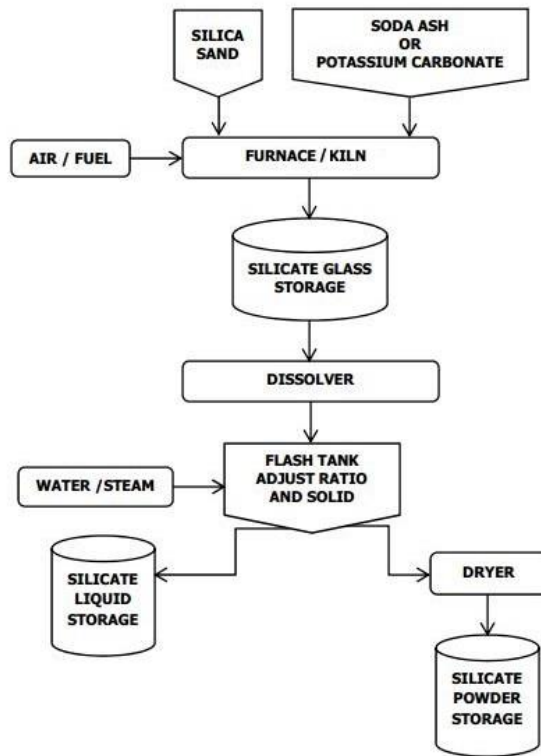 SILICA
SAND
SODA ASH
OR
POTASSIUM CARBONATE
AIR / FUEL
FURNACE / KILN
SILICATE GLASS
STORAGE
DISSOLVER
FLASH TANK
ADJUST RATIO
AND SOLID
WATER /STEAM
SILICATE
LIQUID
STORAGE
DRYER
SILICATE
POWDER
STORAGE